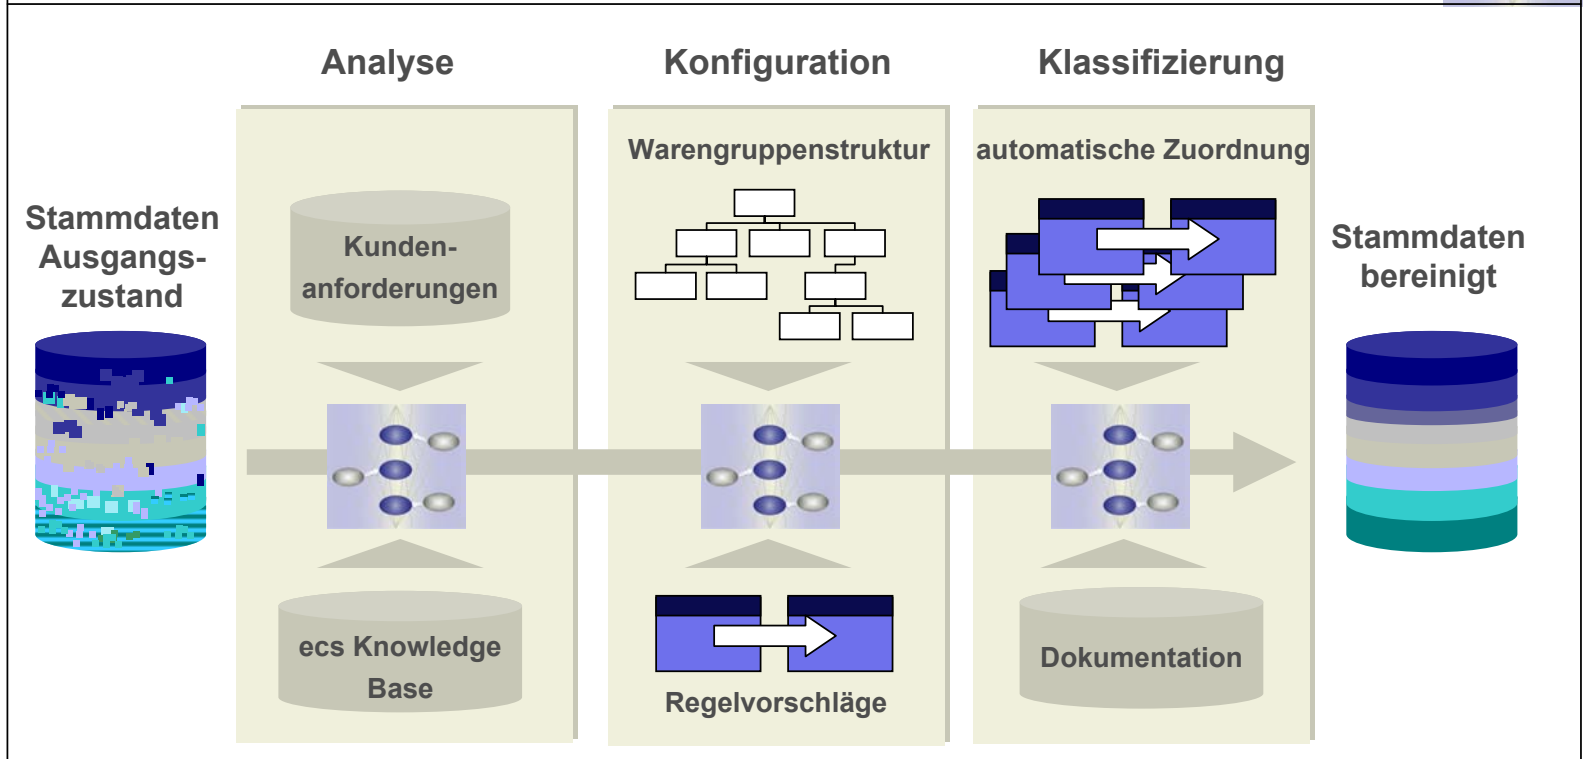 Analyse
Konfiguration
Klassifizierung
Stammdaten
Ausgangs-
zustand
Kunden-
anforderungen
ecs Knowledge
Base
Warengruppenstruktur
Regelvorschläge
automatische Zuordnung
Dokumentation
Stammdaten
bereinigt